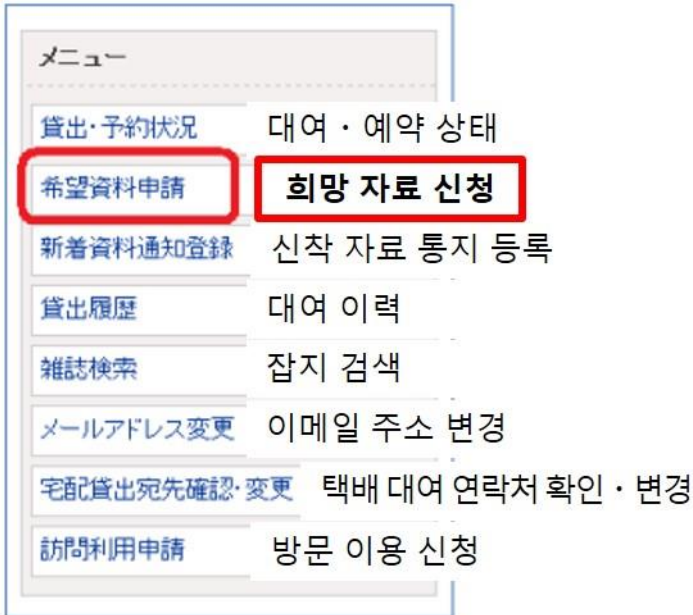 メニュー
貸出・予約状況 대여・예약 상태
希望資料申請 희망 자료 신청
新着資料通知登録 신착 자료 통지 등록
貸出履歴 대여 이력
雑誌検索 잡지 검색
メールアドレス変更 이메일 주소 변경
宅配貸出宛先確認・変更 택배 대여 연락처 확인・변경
訪問利用申請 방문 이용 신청